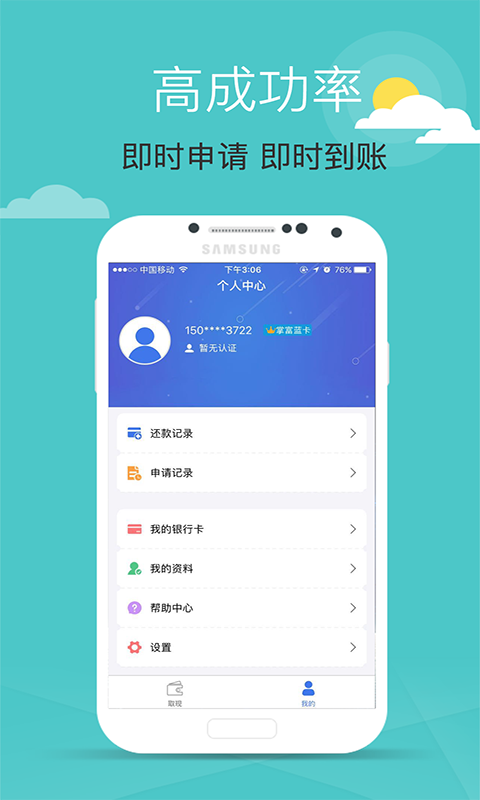 高成功率
即时申请 即时到账
SAMSUNG
中国移动 下午3:06 76%
个人中心
150****3722 掌富蓝卡
暂无认证
还款记录
申请记录
我的银行卡
我的资料
帮助中心
设置
取现 我的